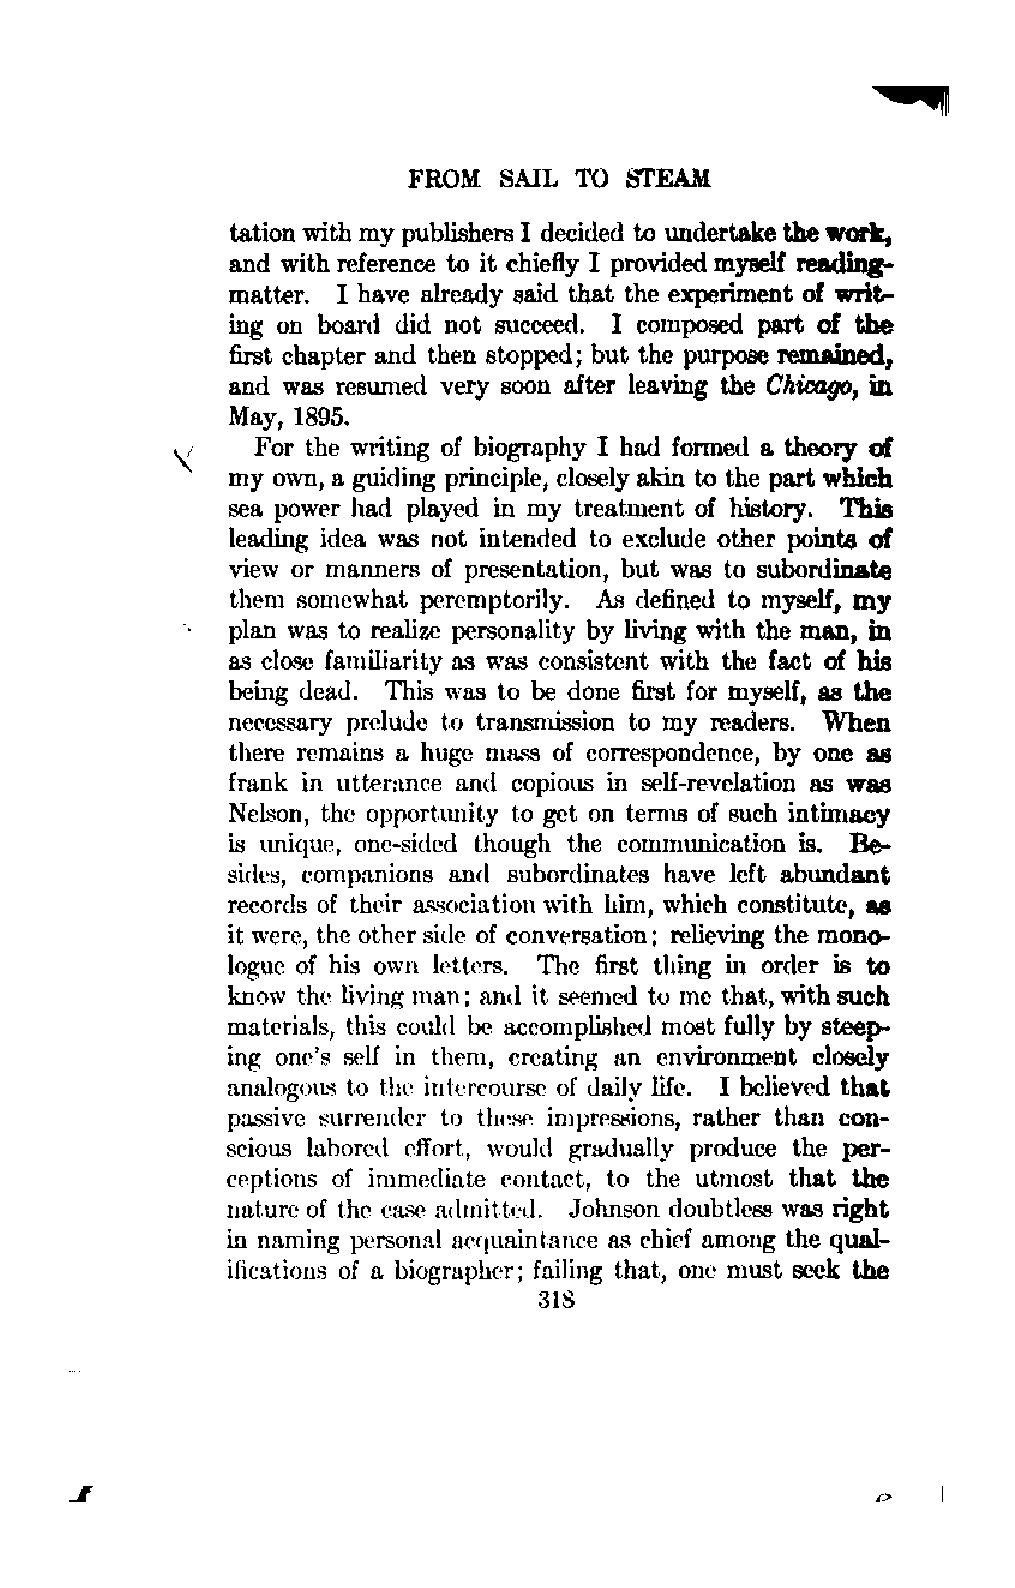 FROM SAIL TO STEAM
tation with my publishers I decided to undertake the work,
and with reference to it chiefly I provided myself reading-
matter. I have already said that the experiment of writ-
ing on board did not succeed. I composed part of the
first chapter and then stopped; but the purpose remained,
and was resumed very soon after leaving the Chicago, in
May, 1895.
For the writing of biography I had formed a theory of
my own, a guiding principle, closely akin to the part which
sea power had played in my treatment of history. This
leading idea was not intended to exclude other points of
view or manners of presentation, but was to subordinate
them somewhat peremptorily. As defined to myself, my
plan was to realize personality by living with the man, in
as close familiarity as was consistent with the fact of his
being dead. This was to be done first for myself, as the
necessary prelude to transmission to my readers. When
there remains a huge mass of correspondence, by one as
frank in utterance and copious in self-revelation as was
Nelson, the opportunity to get on terms of such intimacy
is unique, one-sided though the communication is. Be-
sides, companions and subordinates have left abundant
records of their association with him, which constitute, as
it were, the other side of conversation; relieving the mono-
logue of his own letters. The first thing in order is to
know the living man; and it seemed to me that, with such
materials, this could be accomplished most fully by steep-
ing one's self in them, creating an environment closely
analogous to the intercourse of daily life. I believed that
passive surrender to these impressions, rather than con-
scious labored effort, would gradually produce the per-
ceptions of immediate contact, to the utmost that the
nature of the case admitted. Johnson doubtless was right
in naming personal acquaintance as chief among the qual-
ifications of a biographer; failing that, one must seek the
318